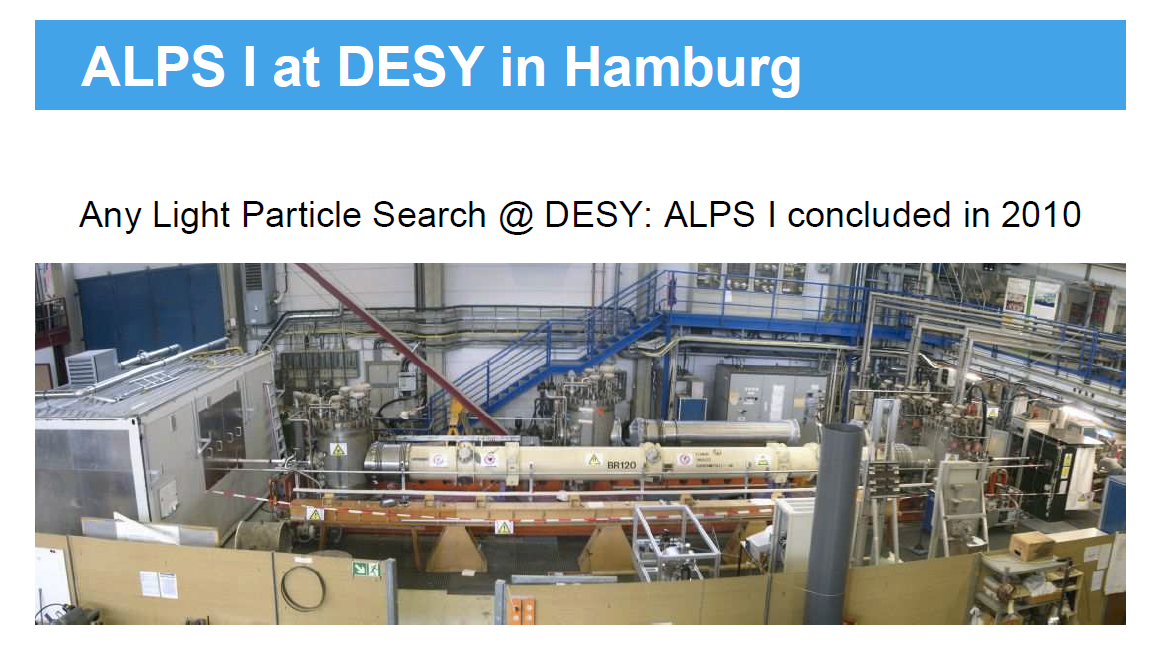 ALPS I at DESY in Hamburg
Any Light Particle Search @ DESY: ALPS I concluded in 2010
BR120